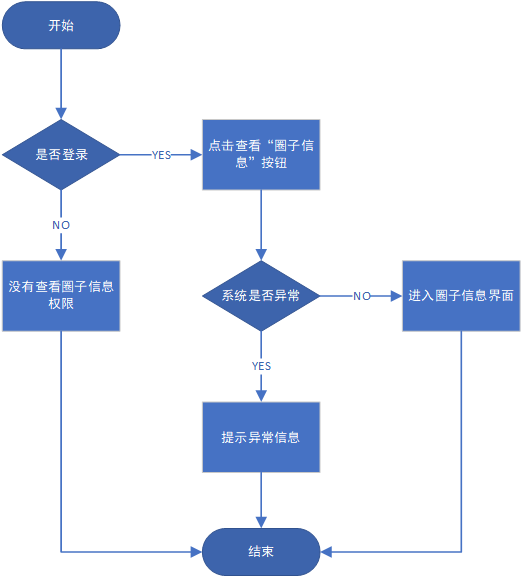 开始
是否登录
YES
点击查看“圈子信
息”按钮
NO
没有查看圈子信息
权限
系统是否异常
NO
进入圈子信息界面
YES
提示异常信息
结束